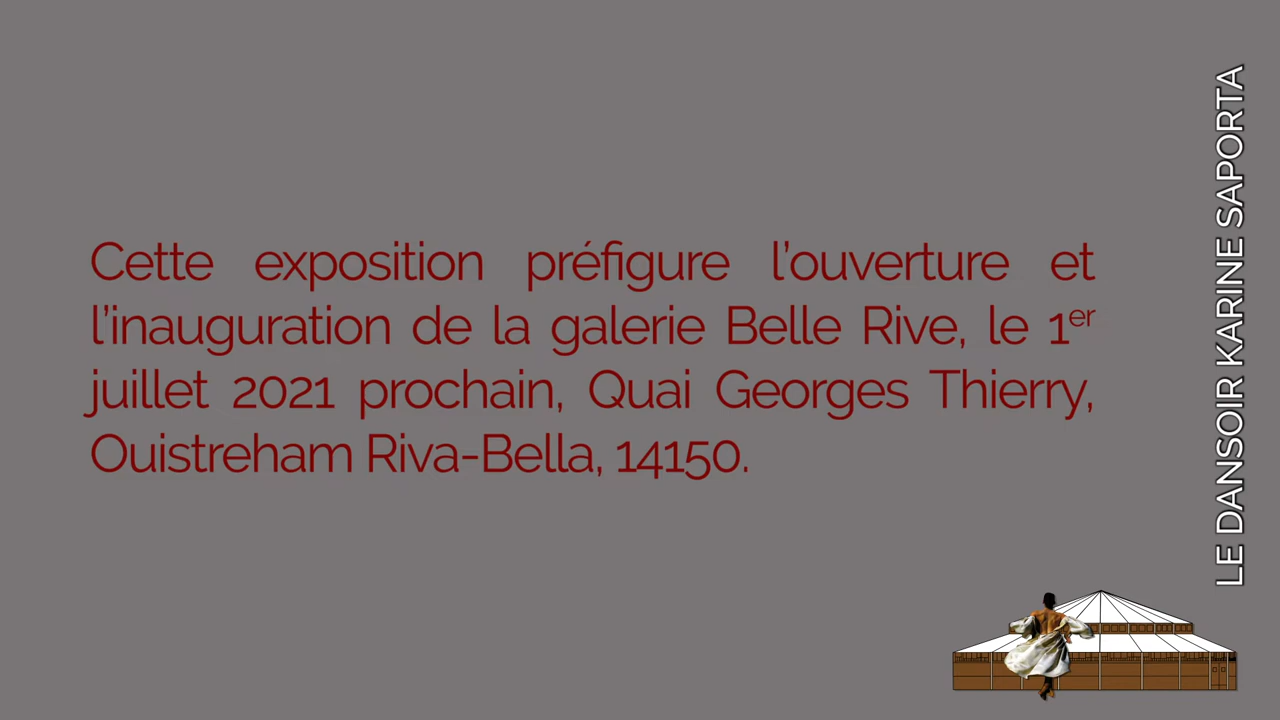 Cette exposition préfigure l’ouverture et
l’inauguration de la galerie Belle Rive, le 1er
juillet 2021 prochain, Quai Georges Thierry,
Ouistreham Riva-Bella, 14150.
LE DANSOIR KARINE SAPORTA